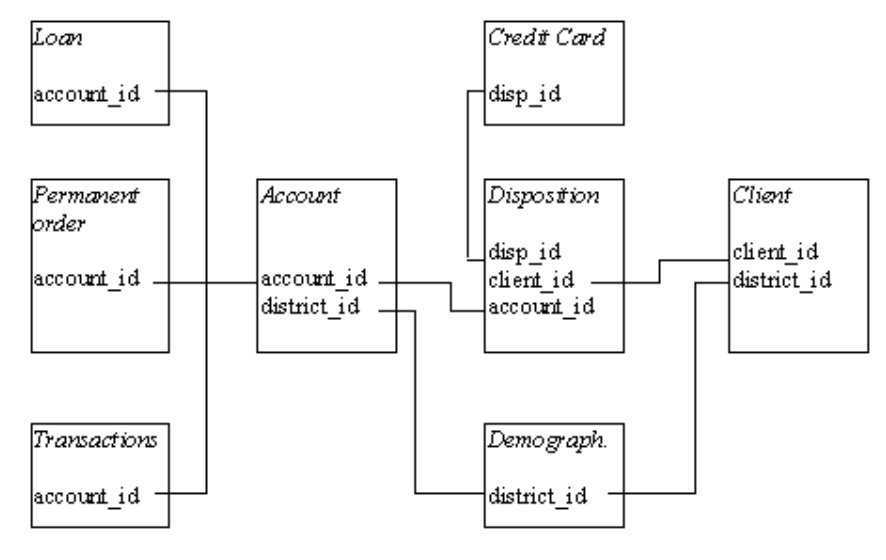 Loan
account_id
Credit Card
disp_id
Permanent
order
account_id
Account
account_id
district_id
Disposition
disp_id
client_id
account_id
Client
client_id
district_id
Transactions
account_id
Demograph.
district_id